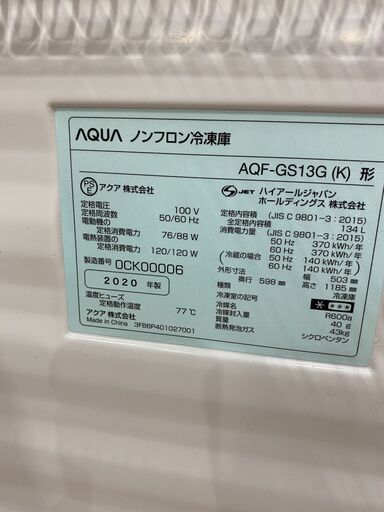 AQUA ノンフロン冷凍庫
AQF-GS13G (K) 形
PS E アクア 株式会社
定格電圧 100 V
定格周波数 50/60 Hz
電動機の
定格消費電力 76/88 W
電熱装置の
定格消費電力 120/120 W
製造番号 0CK00006
2020 年製
温度ヒューズ
定格動作温度 77℃
アクア 株式会社
Made in China 3FB6P401027001
JET ハイアールジャパン
ホールディングス 株式会社
定格内容積 (JIS C 9801-3 : 2015)
全定格内容積 134 L
消費電力量 (JIS C 9801-3 : 2015)
50 Hz 370 kWh/年
60 Hz 370 kWh/年
(冷蔵の場合 50 Hz 140 kWh/年)
60 Hz 140 kWh/年
外形寸法 幅 503 mm
奥行 598 mm 高さ 1185 mm
種類 冷凍庫
冷凍室の記号
冷媒名 R600a
冷媒封入量 40 g
質量 43kg
断熱発泡ガス シクロペンタン